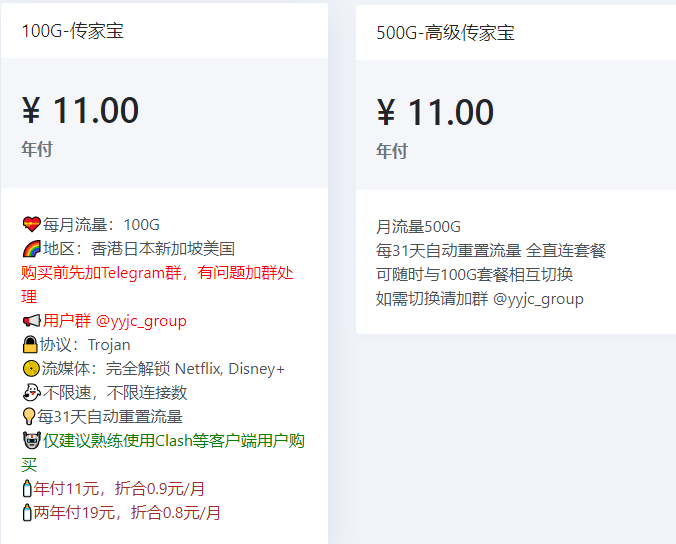 100G-传家宝
¥ 11.00
年付
每月流量：100G
地区：香港日本新加坡美国
购买前先加Telegram群，有问题加群处
理
用户群 @yyjc_group
协议：Trojan
流媒体：完全解锁 Netflix, Disney+
不限速，不限连接数
每31天自动重置流量
仅建议熟练使用Clash等客户端用户购
买
年付11元，折合0.9元/月
两年付19元，折合0.8元/月
500G-高级传家宝
¥ 11.00
年付
月流量500G
每31天自动重置流量 全直连套餐
可随时与100G套餐相互切换
如需切换请加群 @yyjc_group